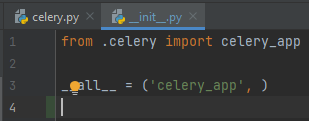 celery.py
__init__.py
1 from .celery import celery_app
2
3 __all__ = ('celery_app', )
4